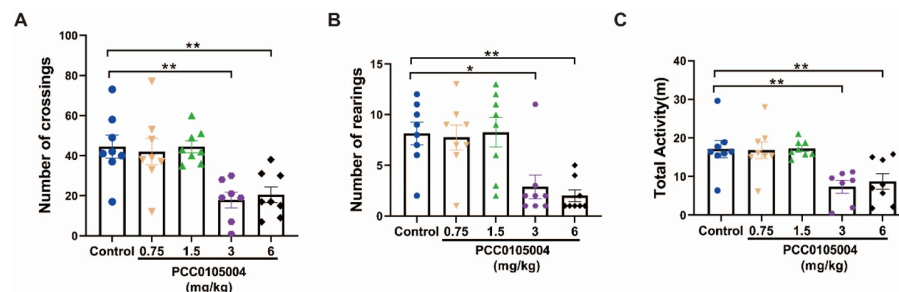 A
Number of crossings
100
80
60
40
20
0
**
**
Control 0.75 1.5 3 6
PCC0105004
(mg/kg)
B
Number of rearings
15
10
5
0
**
*
Control 0.75 1.5 3 6
PCC0105004
(mg/kg)
C
Total Activity(m)
40
30
20
10
0
**
**
Control 0.75 1.5 3 6
PCC0105004
(mg/kg)